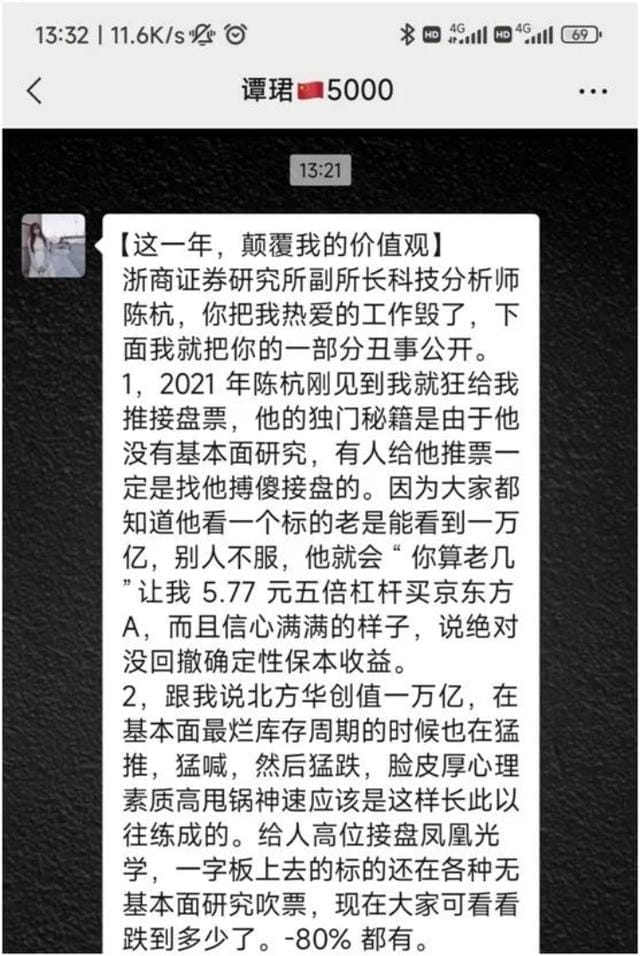 13:32 | 11.6K/s
HD 4G HD 4G 69
谭珺🇨🇳5000
13:21
【这一年，颠覆我的价值观】
浙商证券研究所副所长科技分析师
陈杭，你把我热爱的工作毁了，下
面我就把你的一部分丑事公开。
1，2021 年陈杭刚见到我就狂给我
推接盘票，他的独门秘籍是由于他
没有基本面研究，有人给他推票一
定是找他搏傻接盘的。因为大家都
知道他看一个标的老是能看到一万
亿，别人不服，他就会 “ 你算老几
”让我 5.77 元五倍杠杆买京东方
A，而且信心满满的样子，说绝对
没回撤确定性保本收益。
2，跟我说北方华创值一万亿，在
基本面最烂库存周期的时候也在猛
推，猛喊，然后猛跌，脸皮厚心理
素质高甩锅神速应该是这样长此以
往练成的。给人高位接盘凤凰光
学，一字板上去的标的还在各种无
基本面研究吹票，现在大家可看看
跌到多少了。-80% 都有。